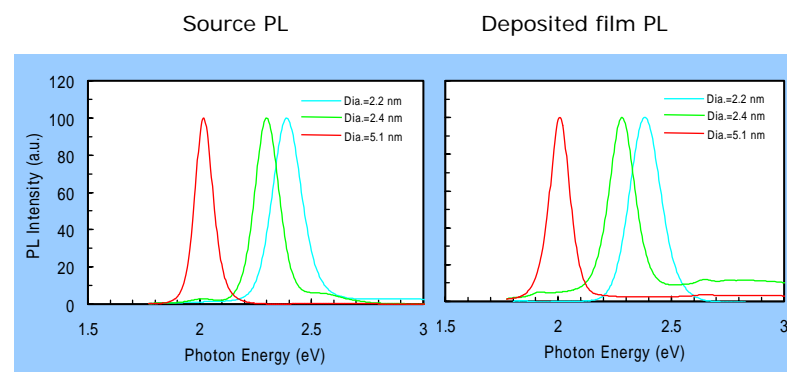 Source PL
Deposited film PL
120
100
80
60
40
20
0
PL Intensity (a.u.)
Dia.=2.2 nm
Dia.=2.4 nm
Dia.=5.1 nm
1.5
2
2.5
3
Photon Energy (eV)
Dia.=2.2 nm
Dia.=2.4 nm
Dia.=5.1 nm
1.5
2
2.5
3
Photon Energy (eV)